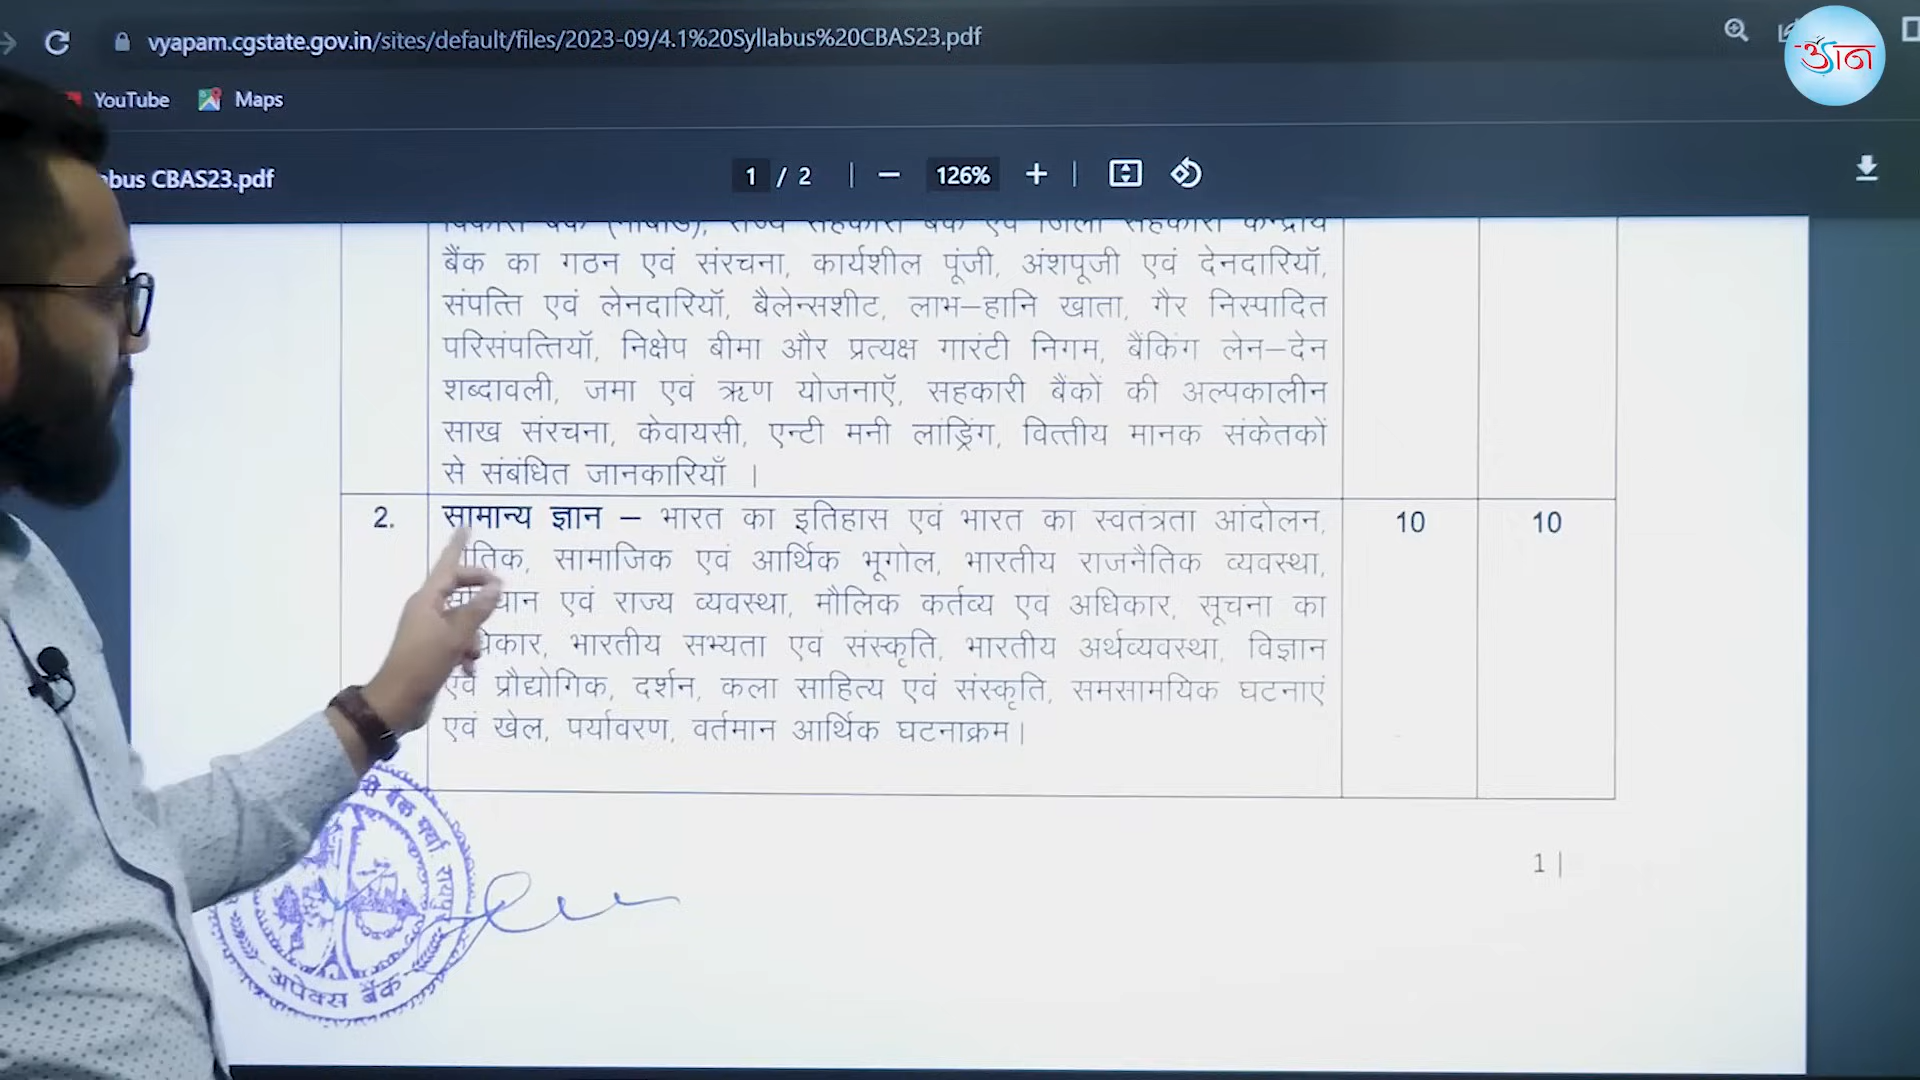 vyapam.cgstate.gov.in/sites/default/files/2023-09/4.1%20Syllabus%20CBAS23.pdf
ज्ञान
YouTube
Maps
bus CBAS23.pdf
1 / 2
126%
बैंक का गठन एवं संरचना, कार्यशील पूंजी, अंशपूजी एवं देनदारियॉ,
संपत्ति एवं लेनदारियॉ, बैलेन्सशीट, लाभ–हानि खाता, गैर निस्पादित
परिसंपत्तियॉ, निक्षेप बीमा और प्रत्यक्ष गारंटी निगम, बैंकिंग लेन–देन
शब्दावली, जमा एवं ऋण योजनाऍ, सहकारी बैंकों की अल्पकालीन
साख संरचना, केवायसी, एन्टी मनी लांड्रिंग, वित्तीय मानक संकेतकों
से संबंधित जानकारियाँ ।
2.
सामान्य ज्ञान – भारत का इतिहास एवं भारत का स्वतंत्रता आंदोलन,
सामाजिक एवं आर्थिक भूगोल, भारतीय राजनैतिक व्यवस्था,
एवं राज्य व्यवस्था, मौलिक कर्तव्य एवं अधिकार, सूचना का
भारतीय सभ्यता एवं संस्कृति, भारतीय अर्थव्यवस्था, विज्ञान
एवं प्रौद्योगिक, दर्शन, कला साहित्य एवं संस्कृति, समसामयिक घटनाएं
एवं खेल, पर्यावरण, वर्तमान आर्थिक घटनाक्रम।
10
10
अपेक्स बैंक
1 |